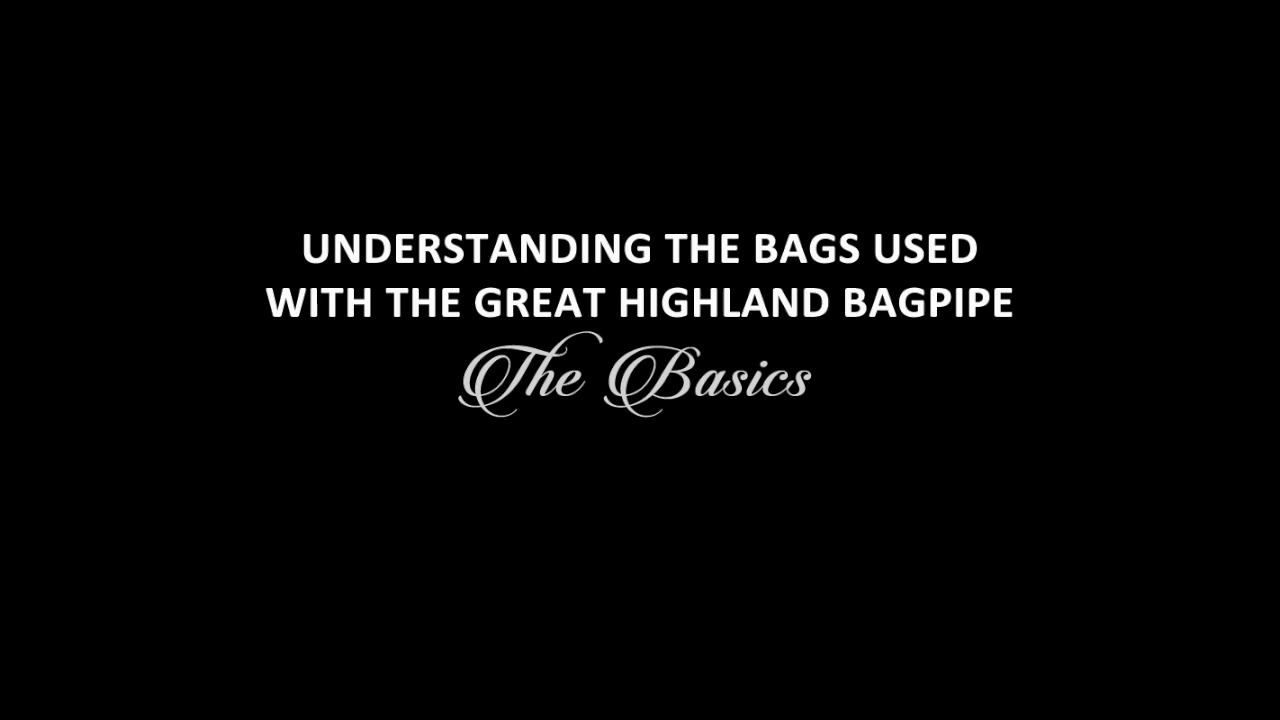 UNDERSTANDING THE BAGS USED
WITH THE GREAT HIGHLAND BAGPIPE
The Basics